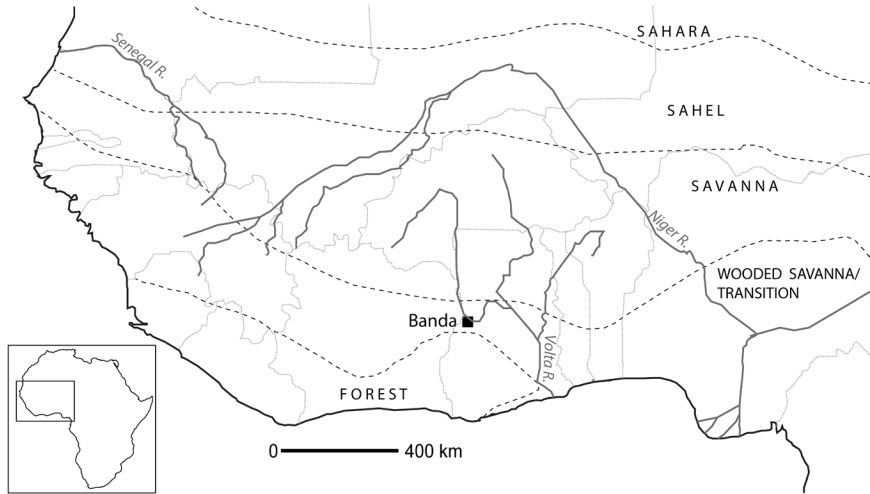 SAHARA
Senegal R.
SAHEL
SAVANNA
Niger R.
WOODED SAVANNA/
TRANSITION
Banda
Volta R.
FOREST
0 400 km